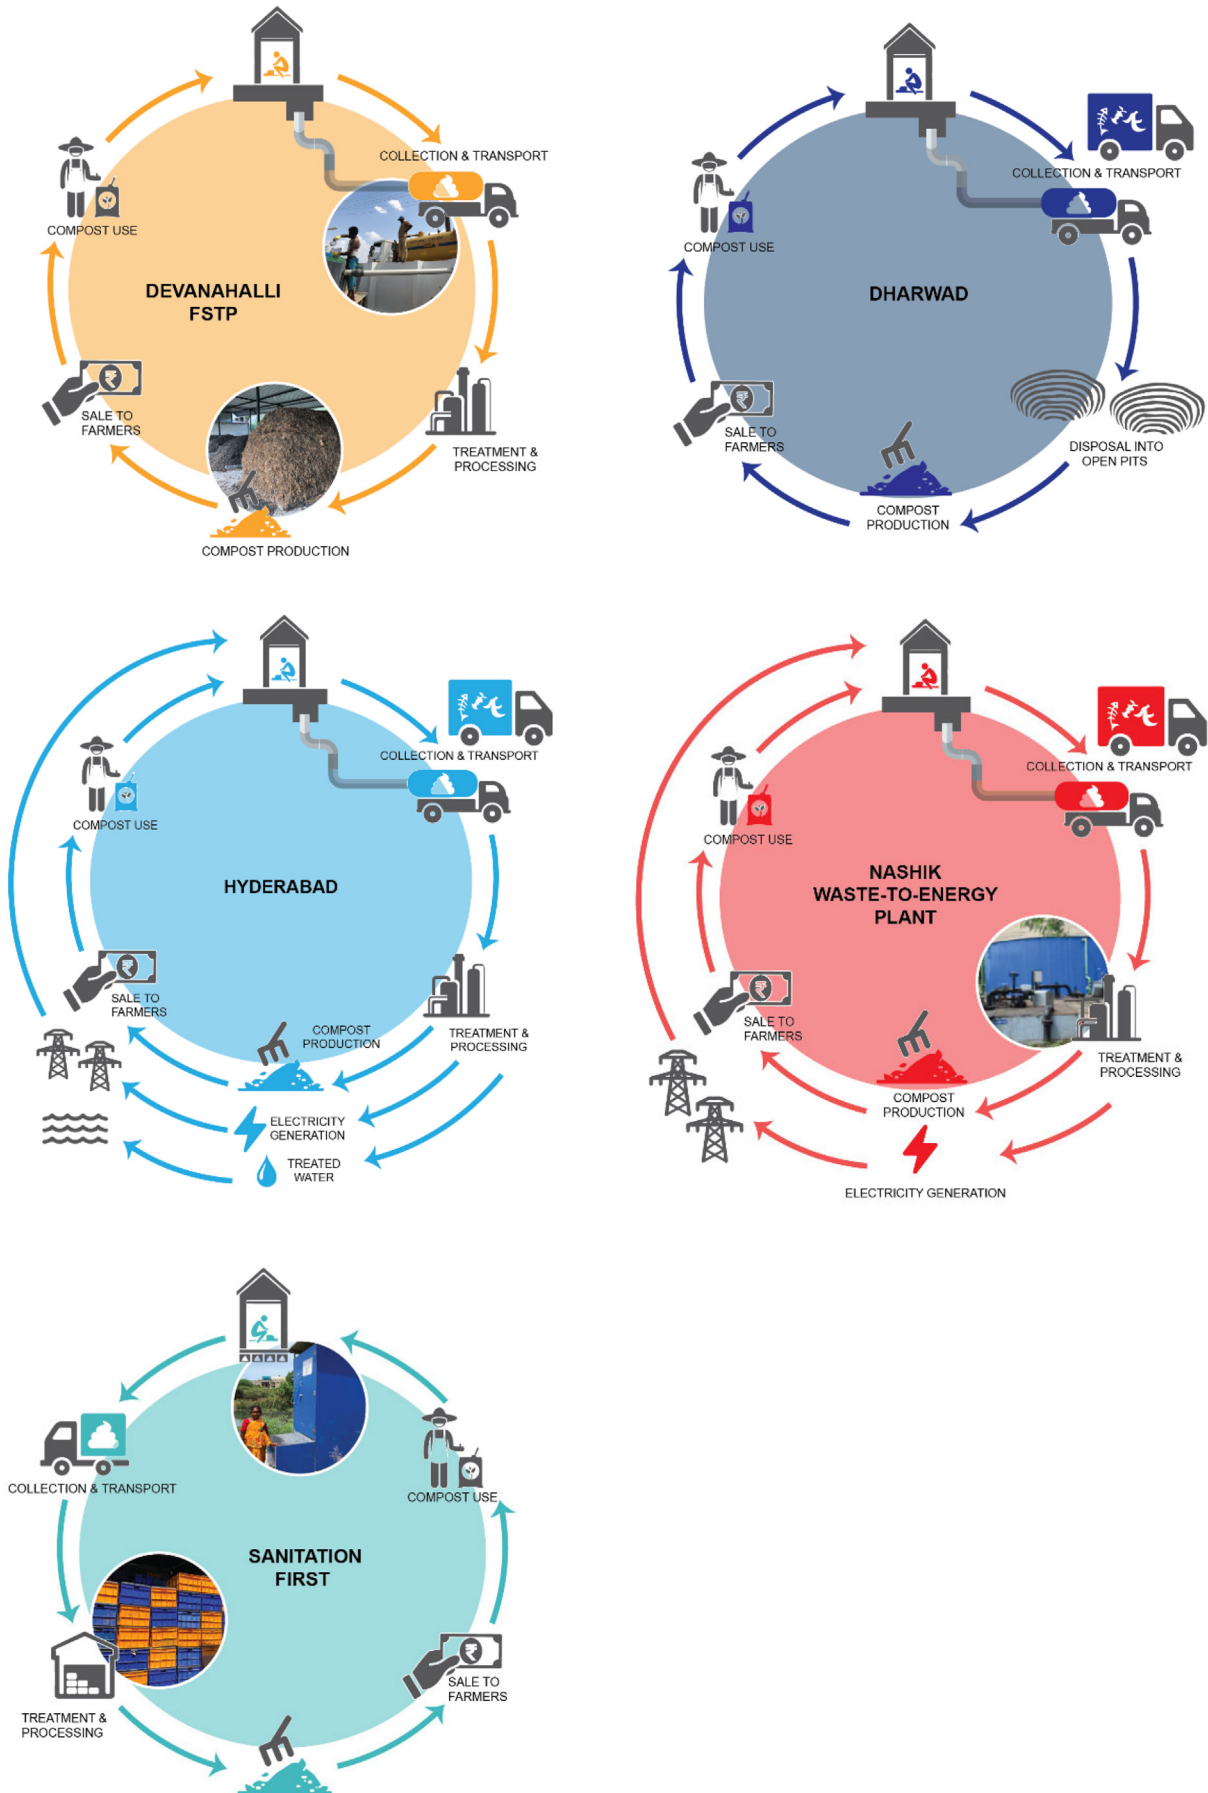 COLLECTION & TRANSPORT
COMPOST USE
DEVANAHALLI
FSTP
SALE TO
FARMERS
TREATMENT &
PROCESSING
COMPOST PRODUCTION
COLLECTION & TRANSPORT
COMPOST USE
DHARWAD
SALE TO
FARMERS
DISPOSAL INTO
OPEN PITS
COMPOST
PRODUCTION
COLLECTION & TRANSPORT
COMPOST USE
HYDERABAD
SALE TO
FARMERS
COMPOST
PRODUCTION
TREATMENT &
PROCESSING
ELECTRICITY
GENERATION
TREATED
WATER
COLLECTION & TRANSPORT
COMPOST USE
NASHIK
WASTE-TO-ENERGY
PLANT
SALE TO
FARMERS
COMPOST
PRODUCTION
TREATMENT &
PROCESSING
ELECTRICITY GENERATION
COLLECTION & TRANSPORT
COMPOST USE
SANITATION
FIRST
SALE TO
FARMERS
TREATMENT &
PROCESSING